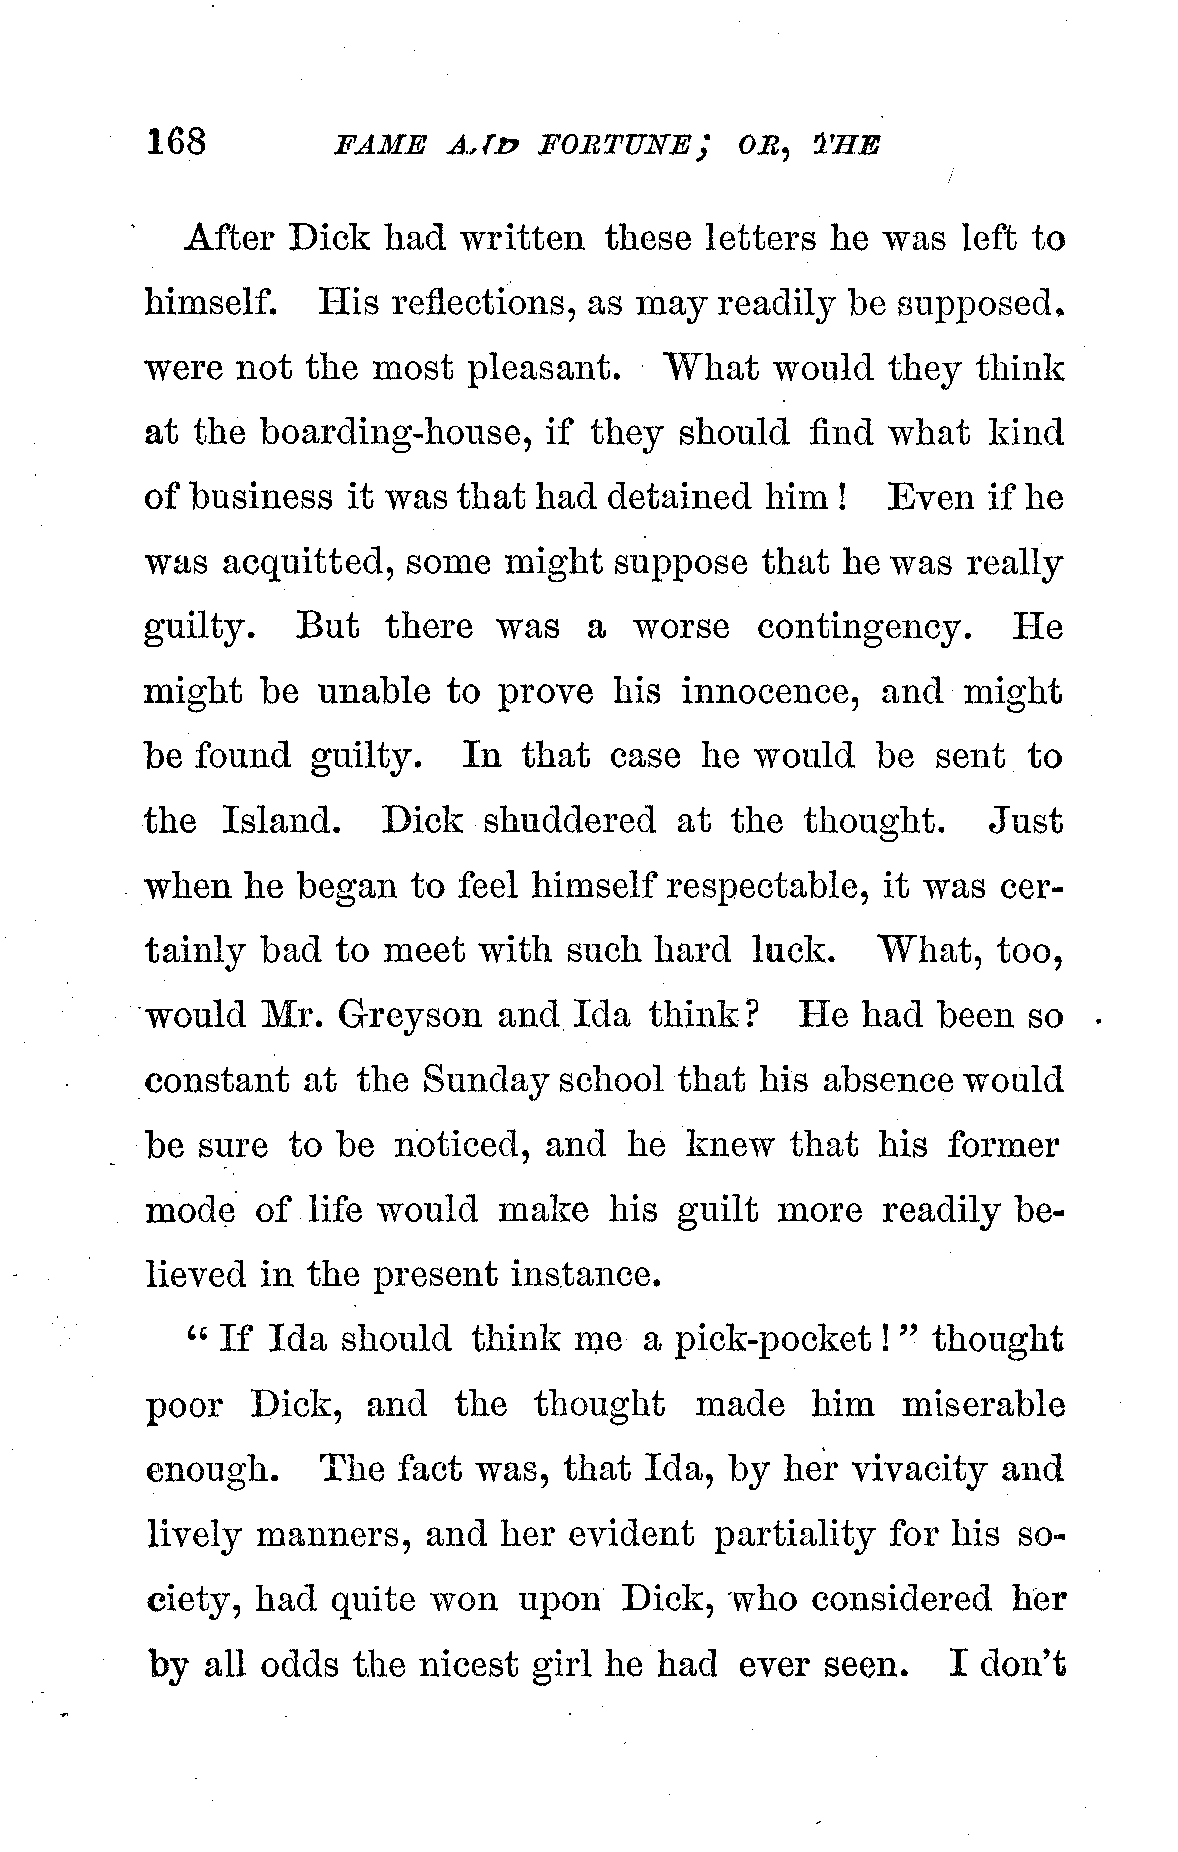 168 FAME AND FORTUNE; OR, THE
After Dick had written these letters he was left to
himself. His reflections, as may readily be supposed,
were not the most pleasant. What would they think
at the boarding-house, if they should find what kind
of business it was that had detained him! Even if he
was acquitted, some might suppose that he was really
guilty. But there was a worse contingency. He
might be unable to prove his innocence, and might
be found guilty. In that case he would be sent to
the Island. Dick shuddered at the thought. Just
when he began to feel himself respectable, it was cer-
tainly bad to meet with such hard luck. What, too,
would Mr. Greyson and Ida think? He had been so
constant at the Sunday school that his absence would
be sure to be noticed, and he knew that his former
mode of life would make his guilt more readily be-
lieved in the present instance.
"If Ida should think me a pick-pocket!" thought
poor Dick, and the thought made him miserable
enough. The fact was, that Ida, by her vivacity and
lively manners, and her evident partiality for his so-
ciety, had quite won upon Dick, who considered her
by all odds the nicest girl he had ever seen. I don't